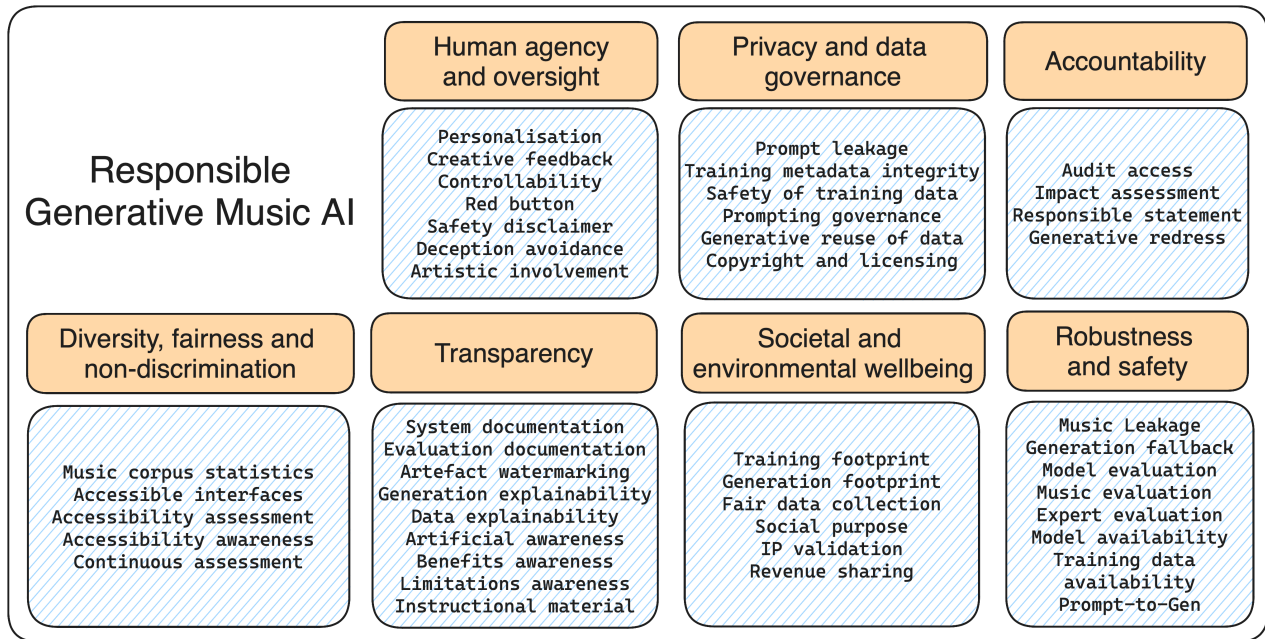 Responsible
Generative Music AI
Human agency
and oversight
Personalisation
Creative feedback
Controllability
Red button
Safety disclaimer
Deception avoidance
Artistic involvement
Privacy and data
governance
Prompt leakage
Training metadata integrity
Safety of training data
Prompting governance
Generative reuse of data
Copyright and licensing
Accountability
Audit access
Impact assessment
Responsible statement
Generative redress
Diversity, fairness and
non-discrimination
Music corpus statistics
Accessible interfaces
Accessibility assessment
Accessibility awareness
Continuous assessment
Transparency
System documentation
Evaluation documentation
Artefact watermarking
Generation explainability
Data explainability
Artificial awareness
Benefits awareness
Limitations awareness
Instructional material
Societal and
environmental wellbeing
Training footprint
Generation footprint
Fair data collection
Social purpose
IP validation
Revenue sharing
Robustness
and safety
Music Leakage
Generation fallback
Model evaluation
Music evaluation
Expert evaluation
Model availability
Training data
availability
Prompt-to-Gen